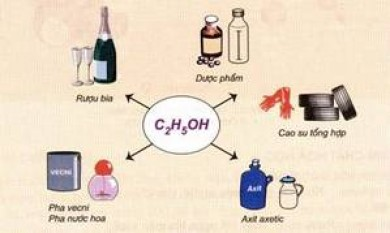 Rượu bia
Dược phẩm
C₂H₅OH
Cao su tổng hợp
VECNI
Pha vecni
Pha nước hoa
Axit
Axit axetic